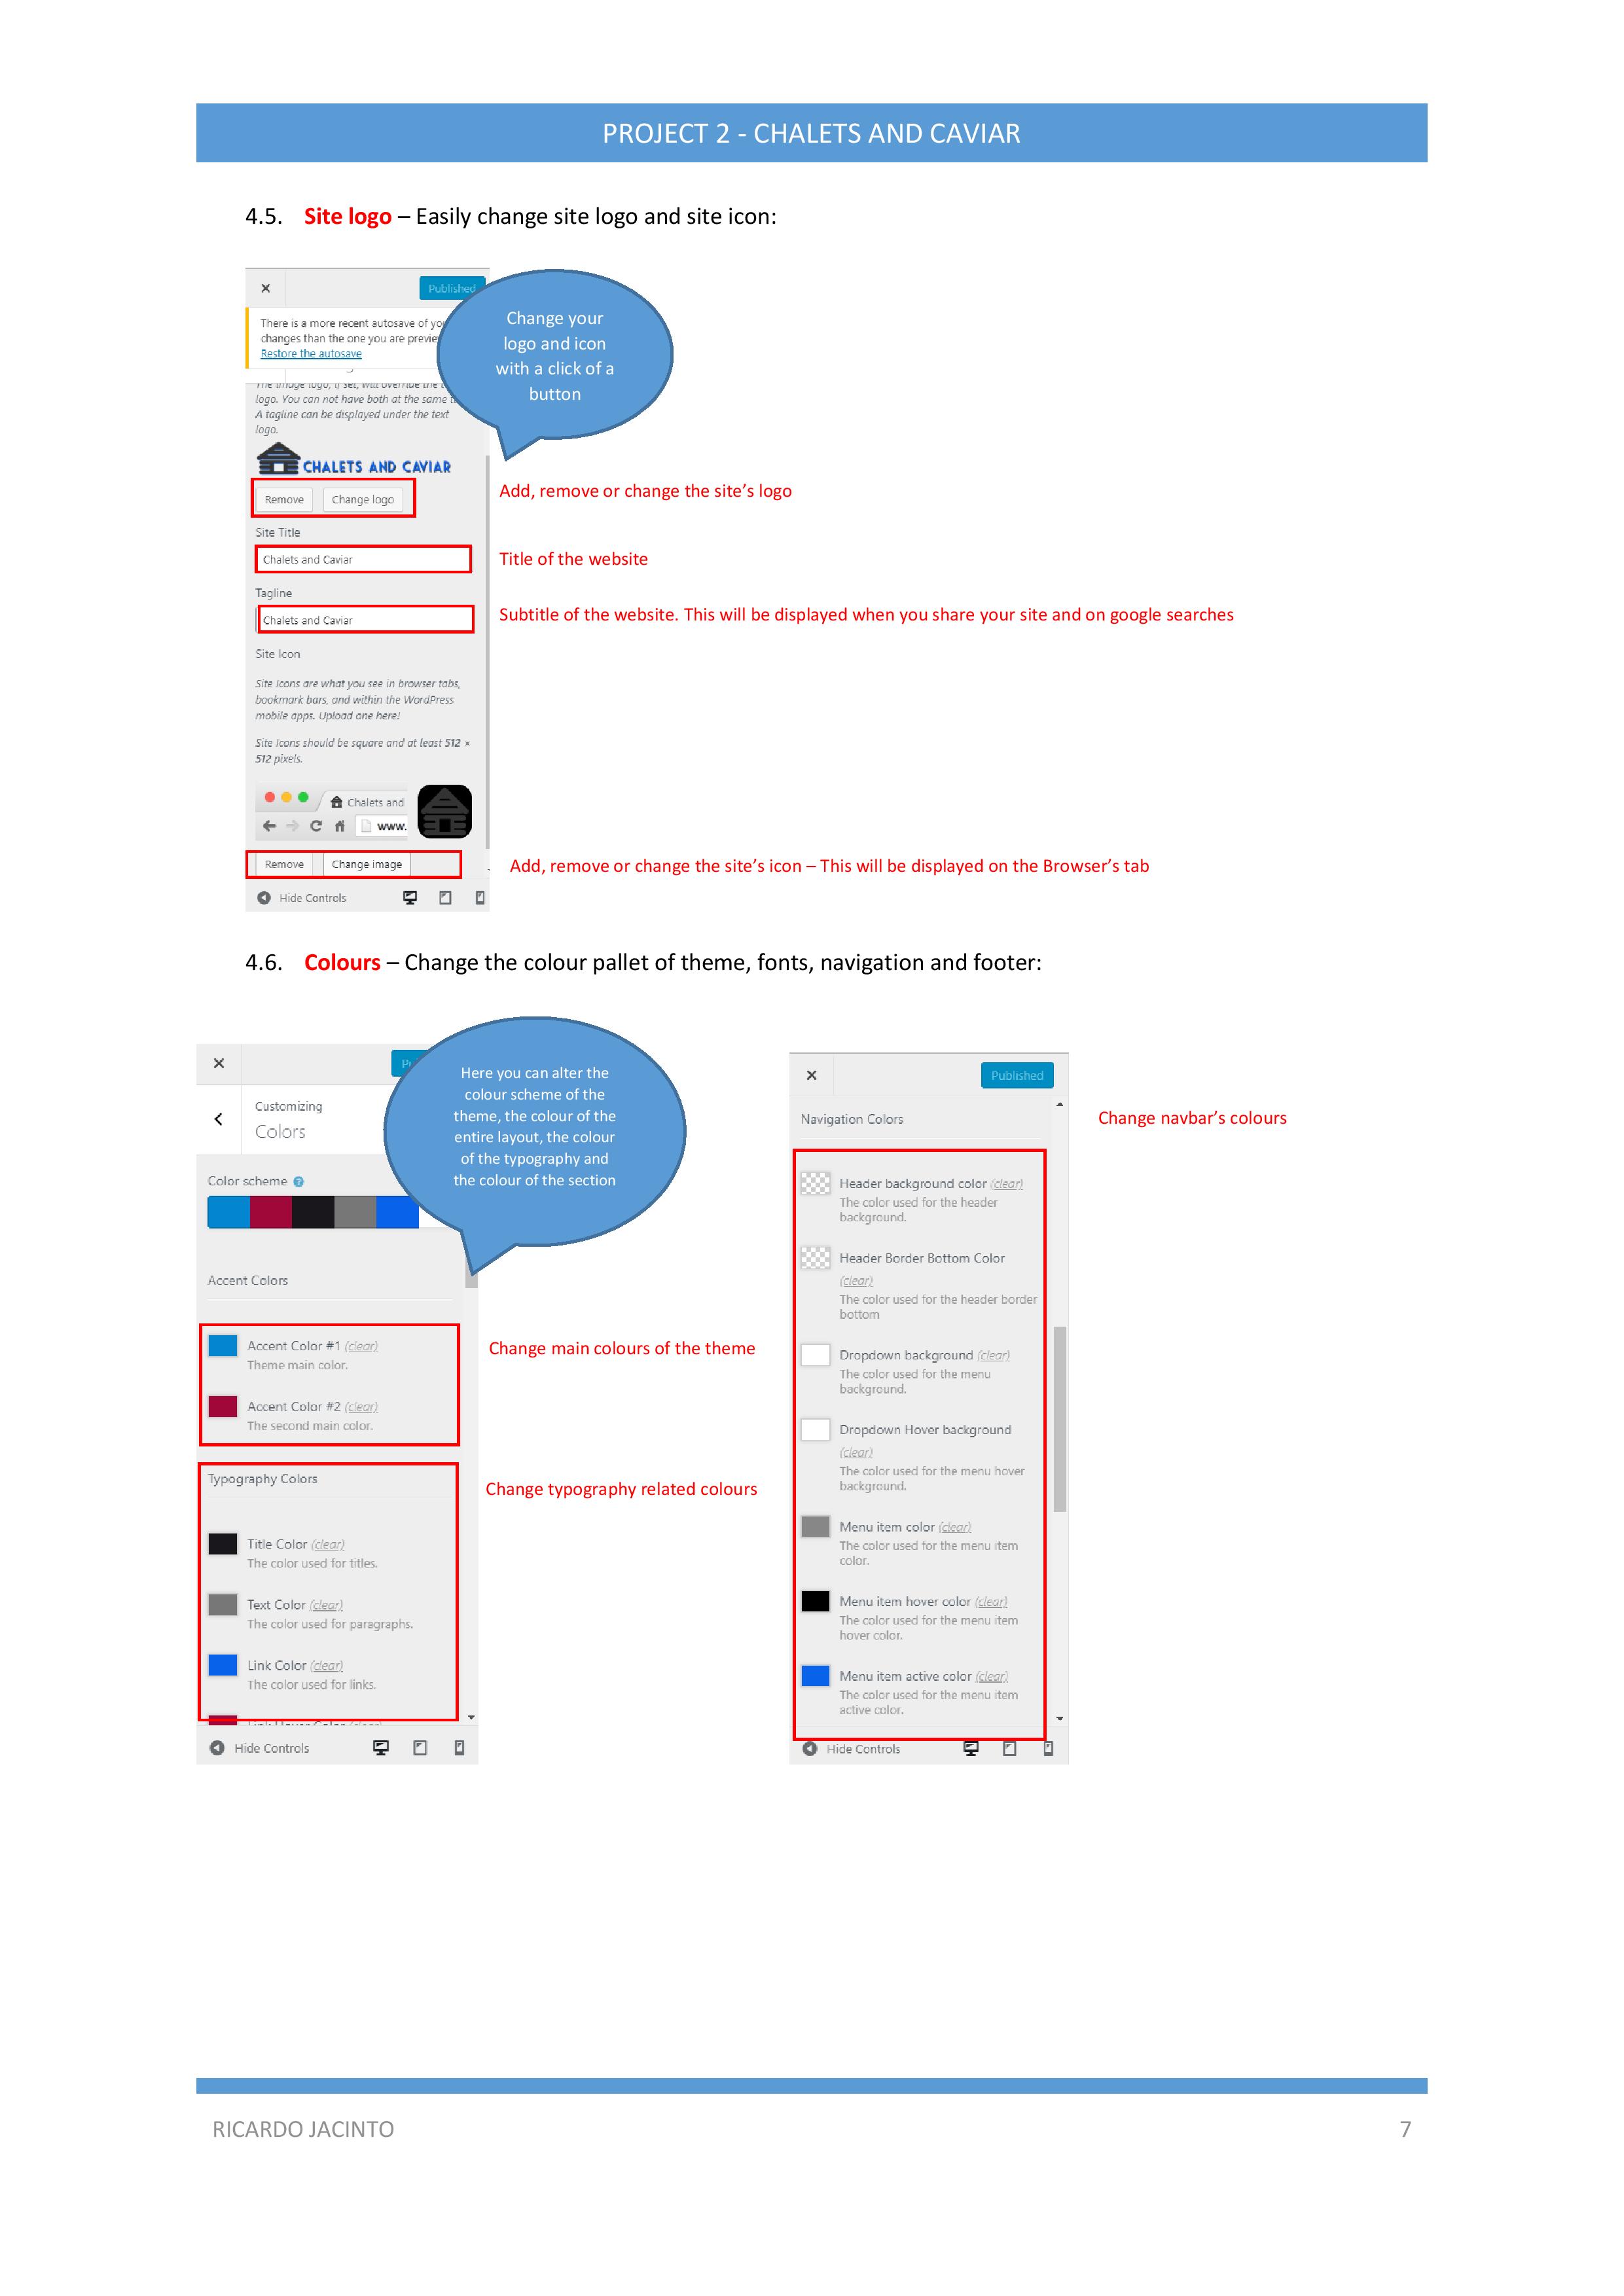 PROJECT 2 - CHALETS AND CAVIAR
4.5. Site logo – Easily change site logo and site icon:
Published
There is a more recent autosave of
changes than the one you are
Restore the autosave
The image logo, if set, will override the
logo. You can not have both at the same
A tagline can be displayed under the text
logo.
Change your
logo and icon
with a click of a
button
CHALETS AND CAVIAR
Remove Change logo
Add, remove or change the site’s logo
Site Title
Chalets and Caviar
Title of the website
Tagline
Chalets and Caviar
Subtitle of the website. This will be displayed when you share your site and on google searches
Site Icon
Site Icons are what you see in browser tabs,
bookmark bars, and within the WordPress
mobile apps. Upload one here!
Site Icons should be square and at least 512 ×
512 pixels.
Chalets and
www.
Remove Change image
Add, remove or change the site’s icon – This will be displayed on the Browser’s tab
Hide Controls
4.6. Colours – Change the colour pallet of theme, fonts, navigation and footer:
Customizing
Colors
Here you can alter the
colour scheme of the
theme, the colour of the
entire layout, the colour
of the typography and
the colour of the section
Color scheme
Accent Colors
Accent Color #1 (clear)
Theme main color.
Accent Color #2 (clear)
The second main color.
Change main colours of the theme
Typography Colors
Change typography related colours
Title Color (clear)
The color used for titles.
Text Color (clear)
The color used for paragraphs.
Link Color (clear)
The color used for links.
Hide Controls
Published
Navigation Colors
Change navbar’s colours
Header background color (clear)
The color used for the header
background.
Header Border Bottom Color
(clear)
The color used for the header border
bottom
Dropdown background (clear)
The color used for the menu
background.
Dropdown Hover background
(clear)
The color used for the menu hover
background.
Menu item color (clear)
The color used for the menu item
color.
Menu item hover color (clear)
The color used for the menu item
hover color.
Menu item active color (clear)
The color used for the menu item
active color.
Hide Controls
RICARDO JACINTO
7